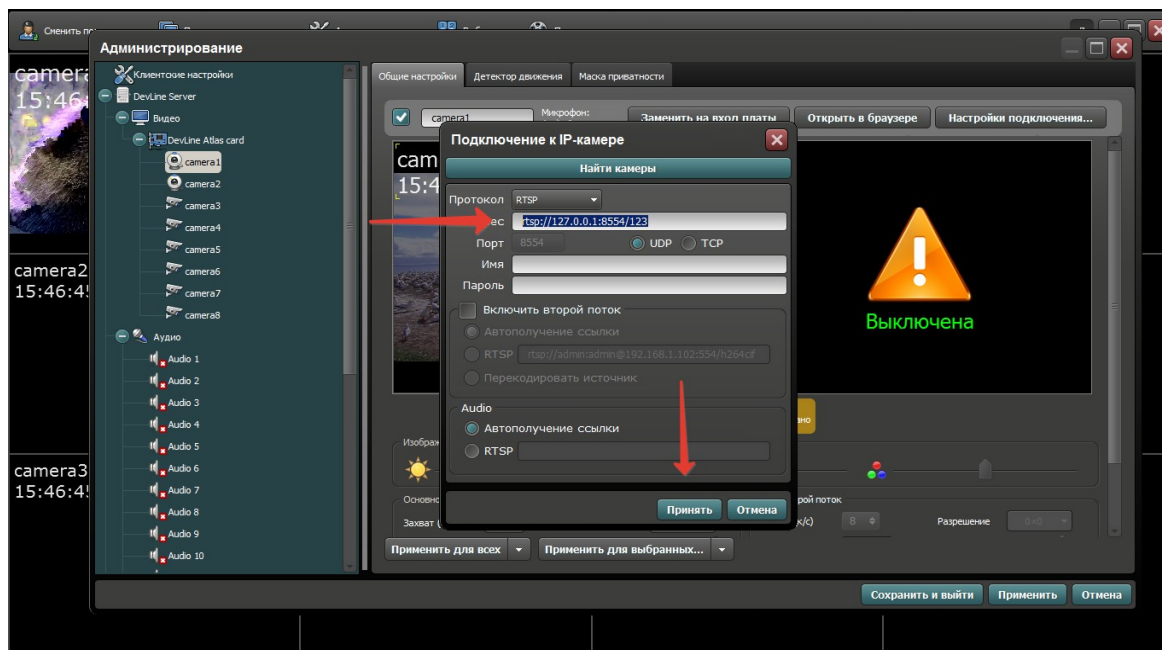 Сменить
Администрирование
camera
15:46
Клиентские настройки
DevLine Server
Видео
DevLine Atlas card
camera1
camera2
camera3
camera4
camera5
camera6
camera7
camera8
Аудио
Audio 1
Audio 2
Audio 3
Audio 4
Audio 5
Audio 6
Audio 7
Audio 8
Audio 9
Audio 10
camera2
15:46:4
camera3
15:46:4
Общие настройки Детектор движения Маска приватности
camera1 Микрофон: Заменить на вход платы Открыть в браузере Настройки подключения...
cam
15:4
Подключение к IP-камере
Найти камеры
Протокол RTSP
ес rtsp://127.0.0.1:8554/123
Порт 8554 UDP TCP
Имя
Пароль
Включить второй поток
Автополучение ссылки
RTSP rtsp://admin:admin@192.168.1.102:554/h264cif
Перекодировать источник
Audio
Автополучение ссылки
RTSP
Принять Отмена
Выключена
ано
Изображ
Основно
Захват (
рой поток
к/с) 8 Разрешение 0×0
Применить для всех Применить для выбранных...
Сохранить и выйти Применить Отмена